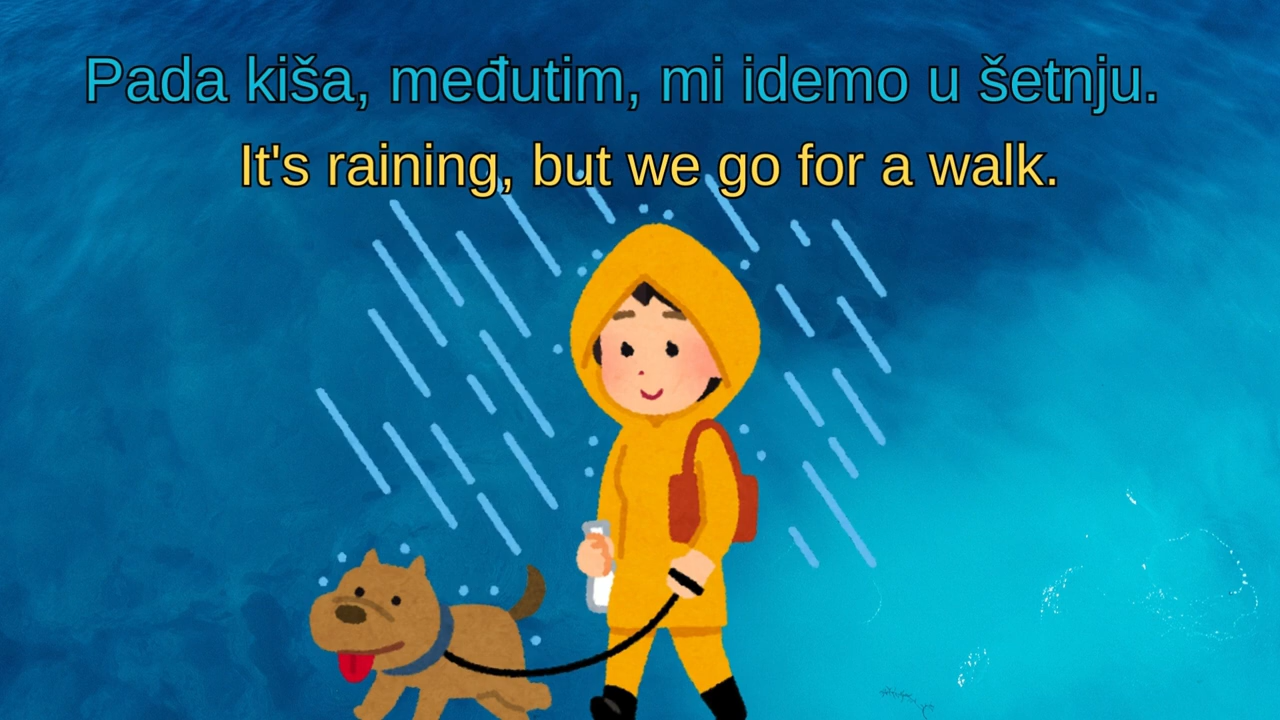 Pada kiša, međutim, mi idemo u šetnju.
It's raining, but we go for a walk.